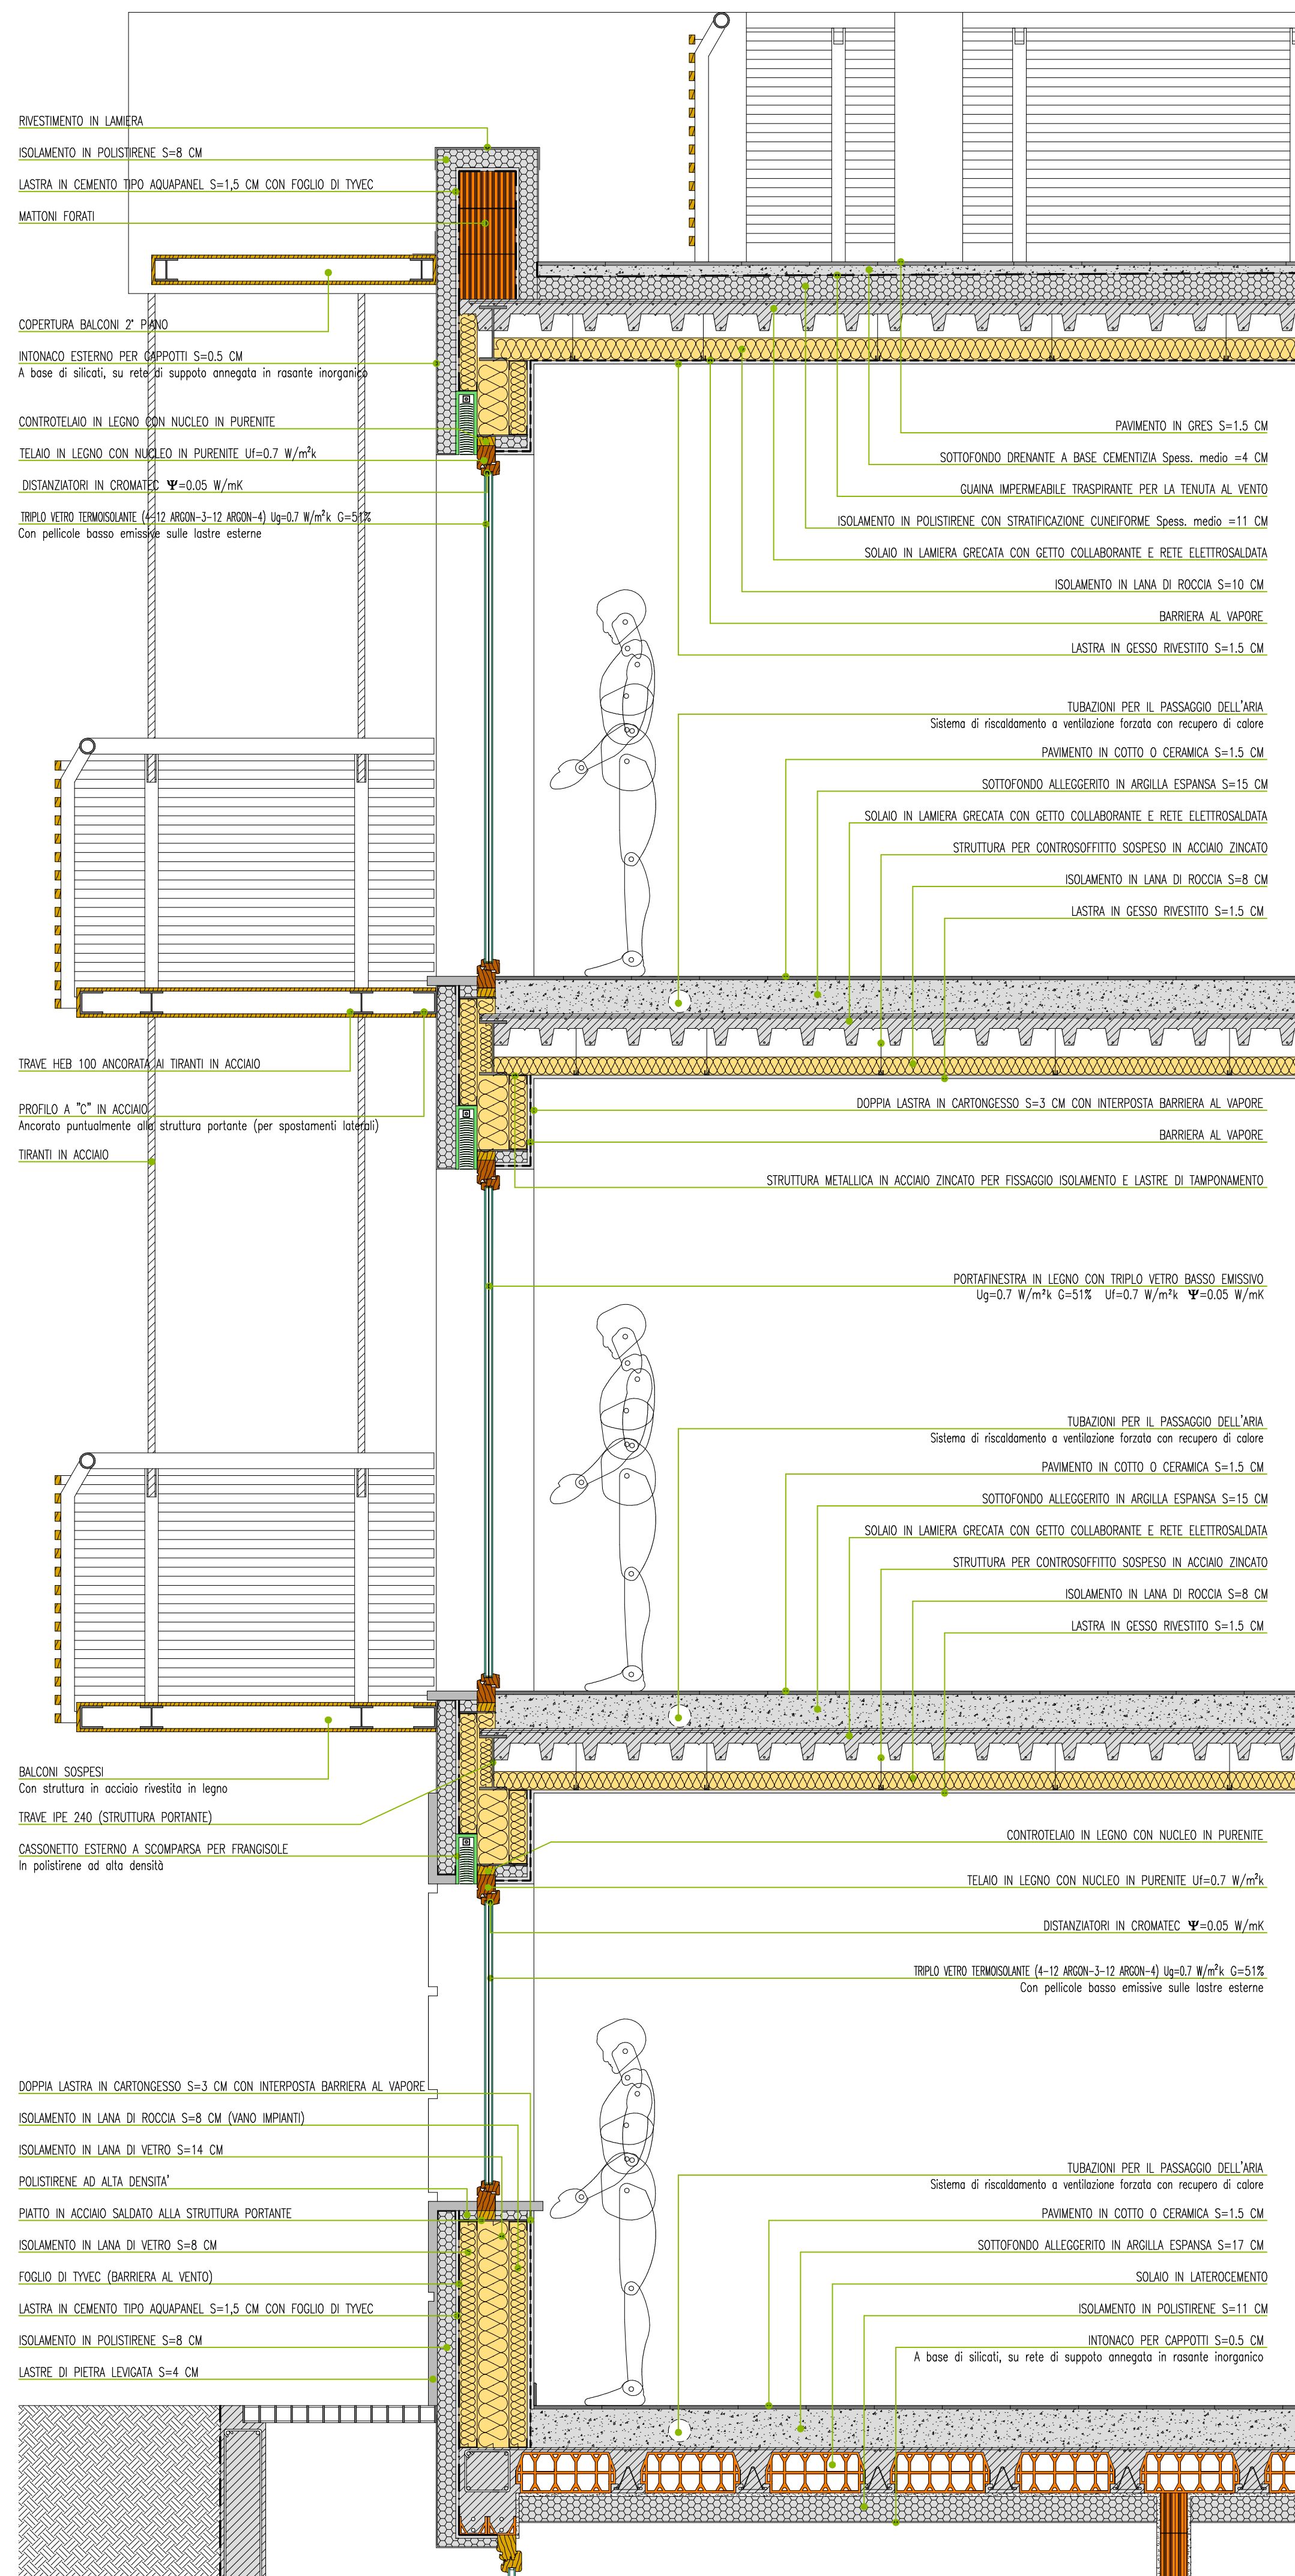 RIVESTIMENTO IN LAMIERA
ISOLAMENTO IN POLISTIRENE S=8 CM
LASTRA IN CEMENTO TIPO AQUAPANEL S=1,5 CM CON FOGLIO DI TYVEC
MATTONI FORATI
COPERTURA BALCONI 2° PIANO
INTONACO ESTERNO PER CAPPOTTI S=0.5 CM
A base di silicati, su rete di suppoto annegata in rasante inorganico
CONTROTELAIO IN LEGNO CON NUCLEO IN PURENITE
TELAIO IN LEGNO CON NUCLEO IN PURENITE Uf=0.7 W/m²k
DISTANZIATORI IN CROMATEC Ψ=0.05 W/mK
TRIPLO VETRO TERMOISOLANTE (4-12 ARGON-3-12 ARGON-4) Ug=0.7 W/m²k G=51%
Con pellicole basso emissive sulle lastre esterne
PAVIMENTO IN GRES S=1.5 CM
SOTTOFONDO DRENANTE A BASE CEMENTIZIA Spess. medio =4 CM
GUAINA IMPERMEABILE TRASPIRANTE PER LA TENUTA AL VENTO
ISOLAMENTO IN POLISTIRENE CON STRATIFICAZIONE CUNEIFORME Spess. medio =11 CM
SOLAIO IN LAMIERA GRECATA CON GETTO COLLABORANTE E RETE ELETTROSALDATA
ISOLAMENTO IN LANA DI ROCCIA S=10 CM
BARRIERA AL VAPORE
LASTRA IN GESSO RIVESTITO S=1.5 CM
TUBAZIONI PER IL PASSAGGIO DELL'ARIA
Sistema di riscaldamento a ventilazione forzata con recupero di calore
PAVIMENTO IN COTTO O CERAMICA S=1.5 CM
SOTTOFONDO ALLEGGERITO IN ARGILLA ESPANSA S=15 CM
SOLAIO IN LAMIERA GRECATA CON GETTO COLLABORANTE E RETE ELETTROSALDATA
STRUTTURA PER CONTROSOFFITTO SOSPESO IN ACCIAIO ZINCATO
ISOLAMENTO IN LANA DI ROCCIA S=8 CM
LASTRA IN GESSO RIVESTITO S=1.5 CM
TRAVE HEB 100 ANCORATA AI TIRANTI IN ACCIAIO
PROFILO A "C" IN ACCIAIO
Ancorato puntualmente alla struttura portante (per spostamenti laterali)
TIRANTI IN ACCIAIO
DOPPIA LASTRA IN CARTONGESSO S=3 CM CON INTERPOSTA BARRIERA AL VAPORE
BARRIERA AL VAPORE
STRUTTURA METALLICA IN ACCIAIO ZINCATO PER FISSAGGIO ISOLAMENTO E LASTRE DI TAMPONAMENTO
PORTAFINESTRA IN LEGNO CON TRIPLO VETRO BASSO EMISSIVO
Ug=0.7 W/m²k G=51% Uf=0.7 W/m²k Ψ=0.05 W/mK
TUBAZIONI PER IL PASSAGGIO DELL'ARIA
Sistema di riscaldamento a ventilazione forzata con recupero di calore
PAVIMENTO IN COTTO O CERAMICA S=1.5 CM
SOTTOFONDO ALLEGGERITO IN ARGILLA ESPANSA S=15 CM
SOLAIO IN LAMIERA GRECATA CON GETTO COLLABORANTE E RETE ELETTROSALDATA
STRUTTURA PER CONTROSOFFITTO SOSPESO IN ACCIAIO ZINCATO
ISOLAMENTO IN LANA DI ROCCIA S=8 CM
LASTRA IN GESSO RIVESTITO S=1.5 CM
BALCONI SOSPESI
Con struttura in acciaio rivestita in legno
TRAVE IPE 240 (STRUTTURA PORTANTE)
CASSONETTO ESTERNO A SCOMPARSA PER FRANGISOLE
In polistirene ad alta densità
CONTROTELAIO IN LEGNO CON NUCLEO IN PURENITE
TELAIO IN LEGNO CON NUCLEO IN PURENITE Uf=0.7 W/m²k
DISTANZIATORI IN CROMATEC Ψ=0.05 W/mK
TRIPLO VETRO TERMOISOLANTE (4-12 ARGON-3-12 ARGON-4) Ug=0.7 W/m²k G=51%
Con pellicole basso emissive sulle lastre esterne
DOPPIA LASTRA IN CARTONGESSO S=3 CM CON INTERPOSTA BARRIERA AL VAPORE
ISOLAMENTO IN LANA DI ROCCIA S=8 CM (VANO IMPIANTI)
ISOLAMENTO IN LANA DI VETRO S=14 CM
POLISTIRENE AD ALTA DENSITA'
PIATTO IN ACCIAIO SALDATO ALLA STRUTTURA PORTANTE
ISOLAMENTO IN LANA DI VETRO S=8 CM
FOGLIO DI TYVEC (BARRIERA AL VENTO)
LASTRA IN CEMENTO TIPO AQUAPANEL S=1,5 CM CON FOGLIO DI TYVEC
ISOLAMENTO IN POLISTIRENE S=8 CM
LASTRE DI PIETRA LEVIGATA S=4 CM
TUBAZIONI PER IL PASSAGGIO DELL'ARIA
Sistema di riscaldamento a ventilazione forzata con recupero di calore
PAVIMENTO IN COTTO O CERAMICA S=1.5 CM
SOTTOFONDO ALLEGGERITO IN ARGILLA ESPANSA S=17 CM
SOLAIO IN LATEROCEMENTO
ISOLAMENTO IN POLISTIRENE S=11 CM
INTONACO PER CAPPOTTI S=0.5 CM
A base di silicati, su rete di suppoto annegata in rasante inorganico